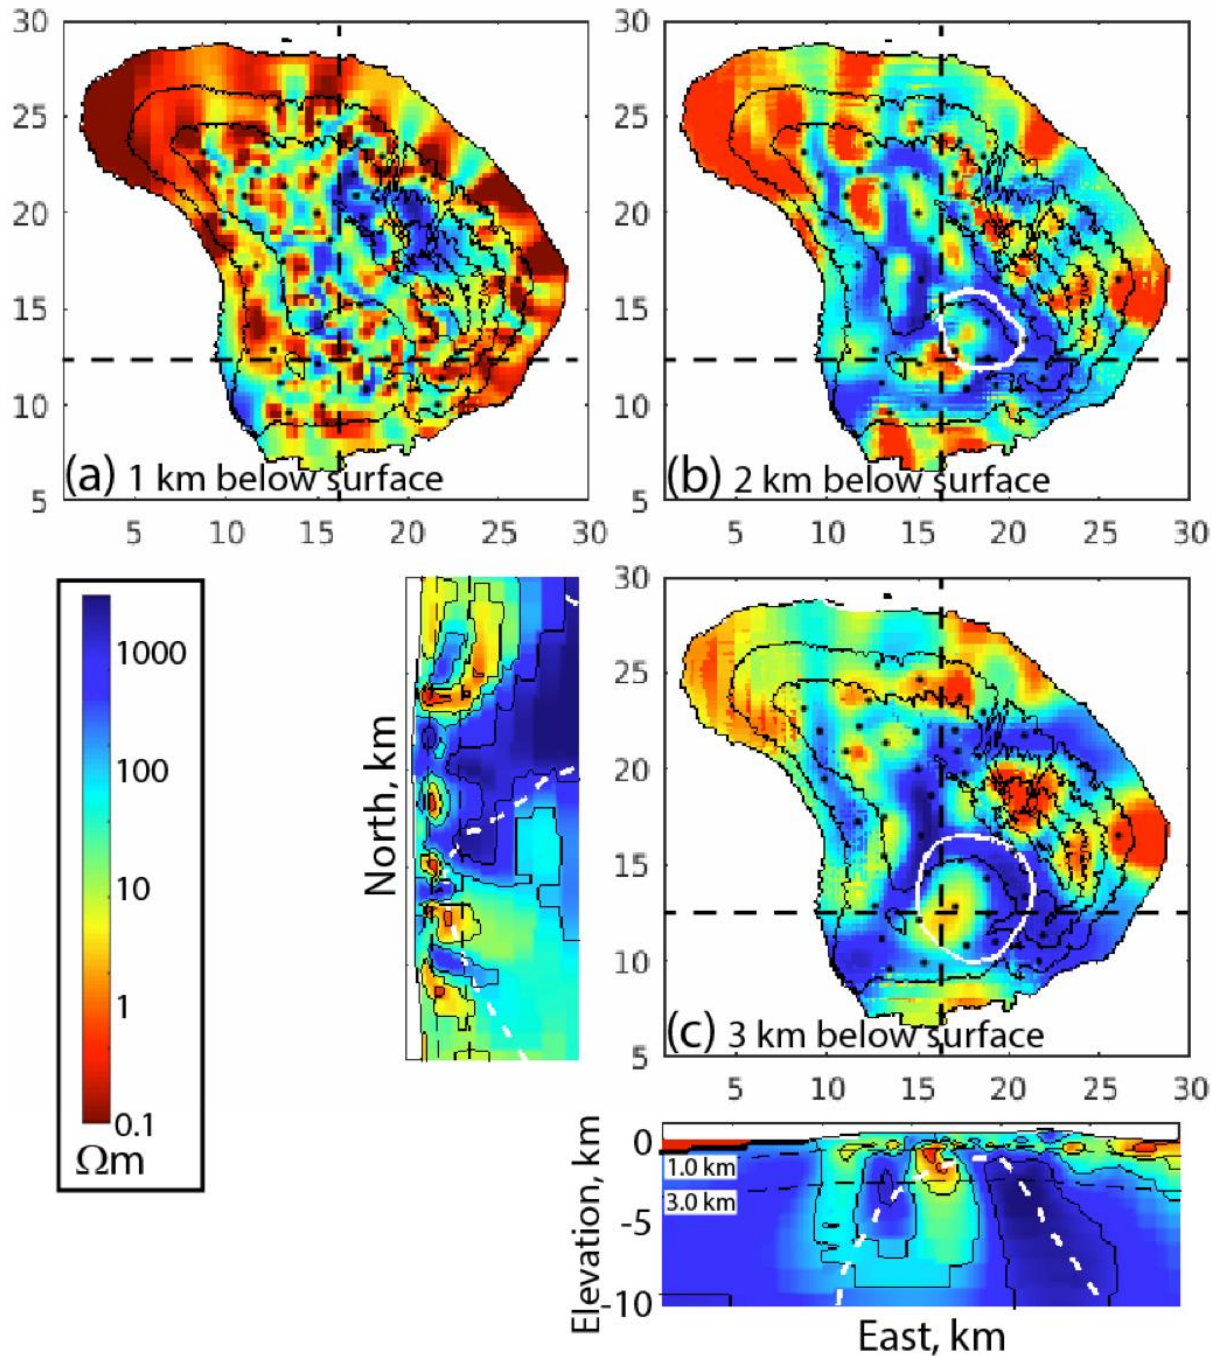 30
25
20
15
10
5
(a) 1 km below surface
5 10 15 20 25 30
30
25
20
15
10
5
(b) 2 km below surface
5 10 15 20 25 30
1000
100
10
1
0.1
Ωm
North, km
30
25
20
15
10
5
(c) 3 km below surface
5 10 15 20 25 30
Elevation, km
0
-5
-10
1.0 km
3.0 km
East, km